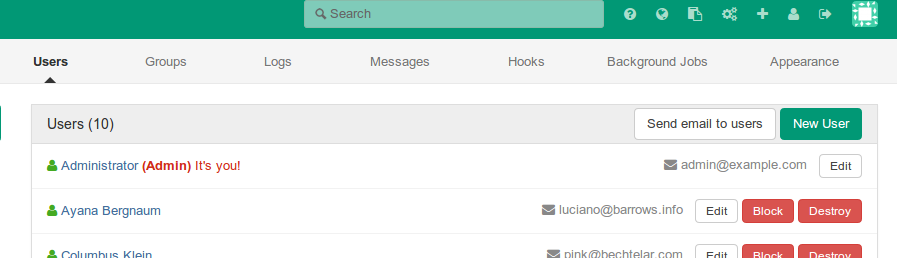 Search
Users Groups Logs Messages Hooks Background Jobs Appearance
Users (10) Send email to users New User
Administrator (Admin) It's you! admin@example.com Edit
Ayana Bergnaum luciano@barrows.info Edit Block Destroy
Columbus Klein pink@bechtelar.com Edit Block Destroy